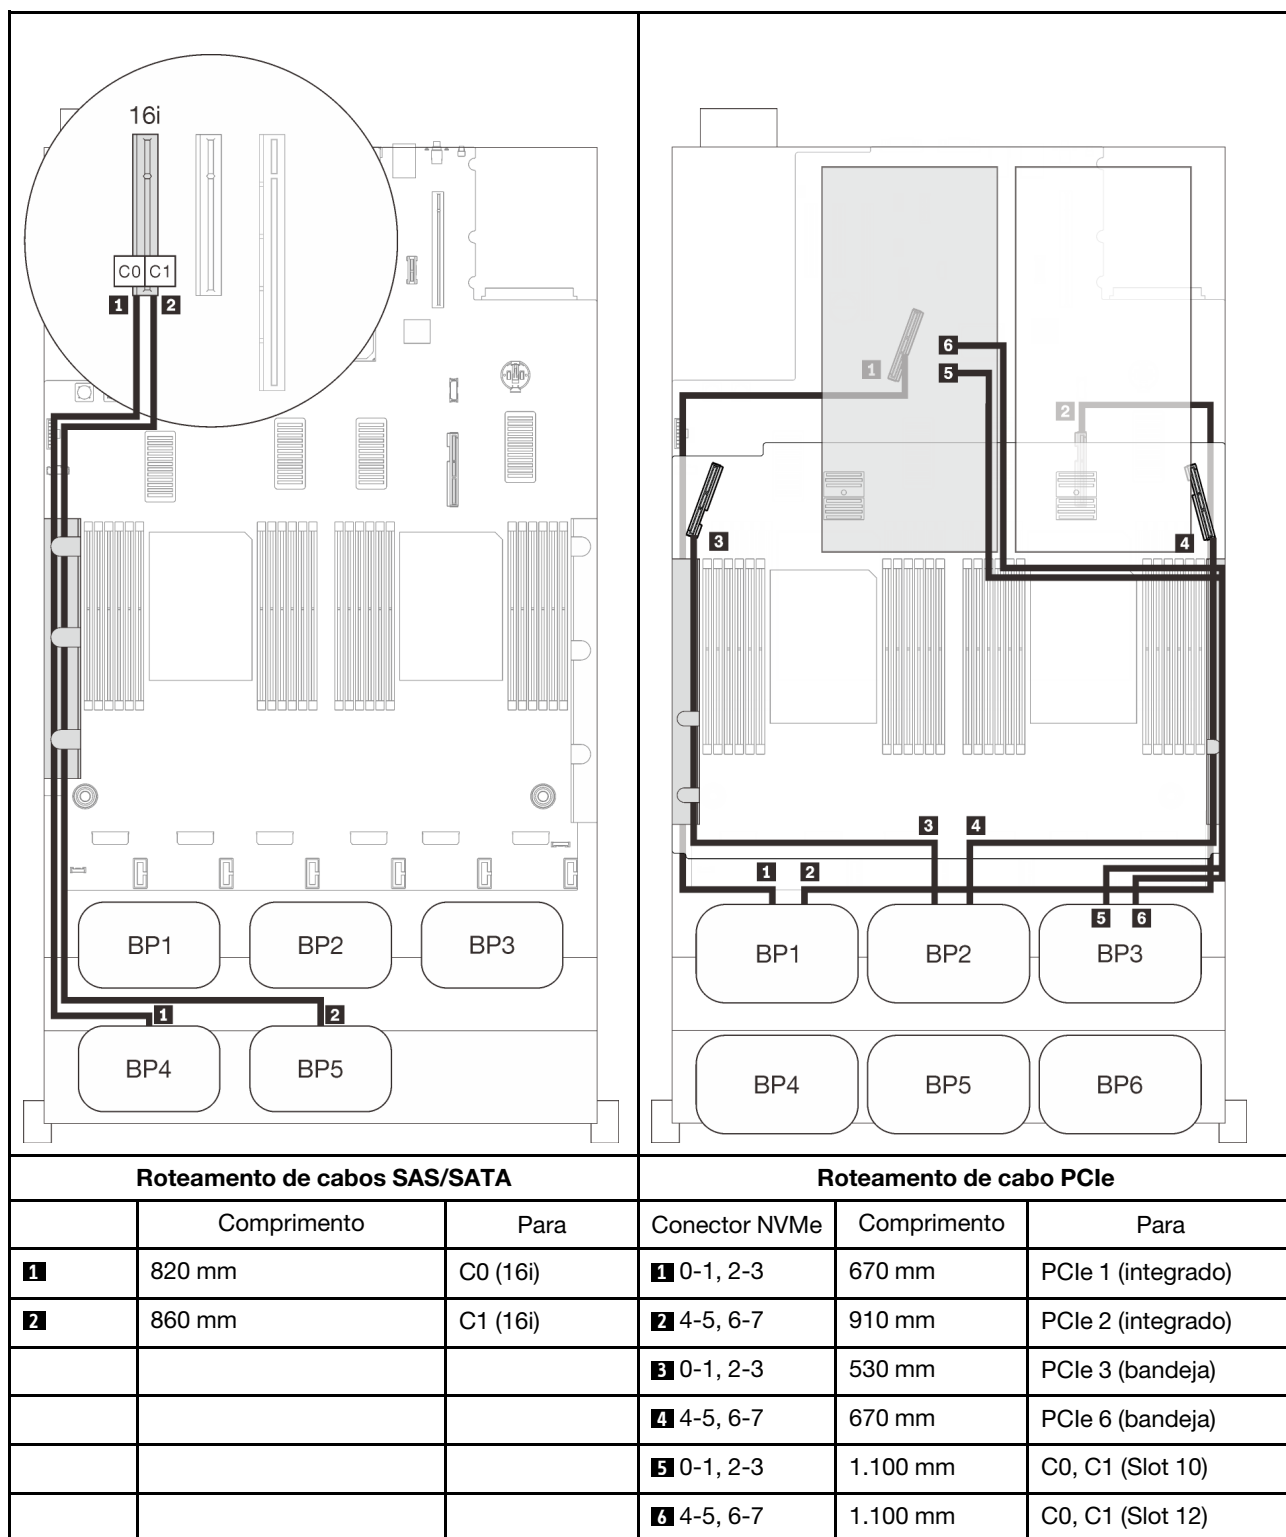 16i
C0 C1
1 2
BP1 BP2 BP3
1 2
BP4 BP5
6
1 5
2
3 4
3 4
1 2
5 6
BP1 BP2 BP3
BP4 BP5 BP6
Roteamento de cabos SAS/SATA Roteamento de cabo PCIe
Comprimento Para Conector NVMe Comprimento Para
1 820 mm C0 (16i) 1 0-1, 2-3 670 mm PCIe 1 (integrado)
2 860 mm C1 (16i) 2 4-5, 6-7 910 mm PCIe 2 (integrado)
3 0-1, 2-3 530 mm PCIe 3 (bandeja)
4 4-5, 6-7 670 mm PCIe 6 (bandeja)
5 0-1, 2-3 1.100 mm C0, C1 (Slot 10)
6 4-5, 6-7 1.100 mm C0, C1 (Slot 12)